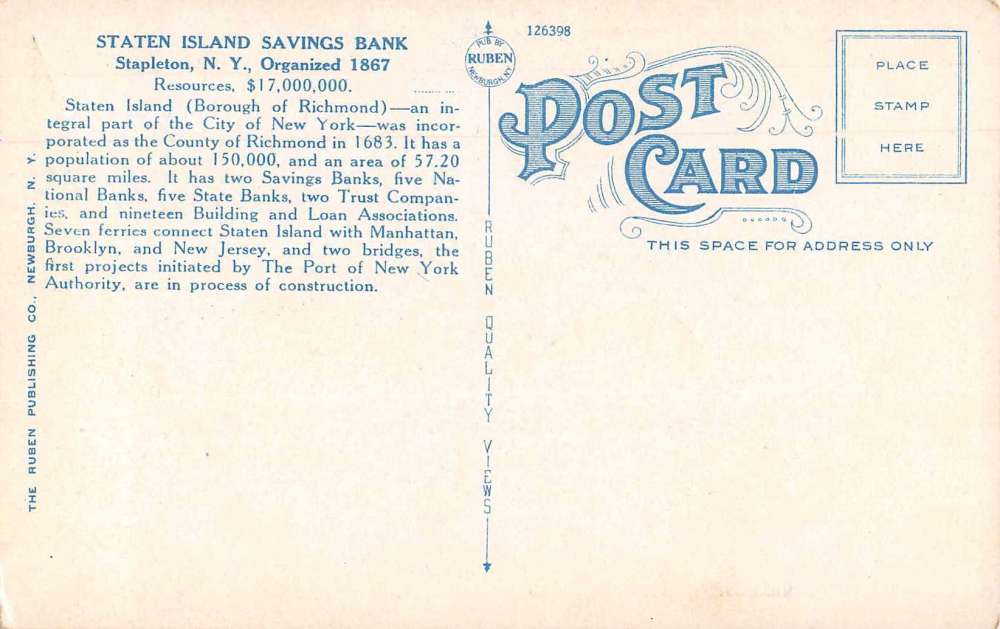 STATEN ISLAND SAVINGS BANK
Stapleton, N. Y., Organized 1867
Resources, $17,000,000.
Staten Island (Borough of Richmond)—an in-
tegral part of the City of New York—was incor-
porated as the County of Richmond in 1683. It has a
population of about 150,000, and an area of 57.20
square miles. It has two Savings Banks, five Na-
tional Banks, five State Banks, two Trust Compan-
ies, and nineteen Building and Loan Associations.
Seven ferries connect Staten Island with Manhattan,
Brooklyn, and New Jersey, and two bridges, the
first projects initiated by The Port of New York
Authority, are in process of construction.
THE RUBEN PUBLISHING CO., NEWBURGH, N. Y.
PUB BY
RUBEN
NEWBURGH, N.Y.
RUBEN QUALITY VIEWS
126398
POST
CARD
THIS SPACE FOR ADDRESS ONLY
PLACE
STAMP
HERE